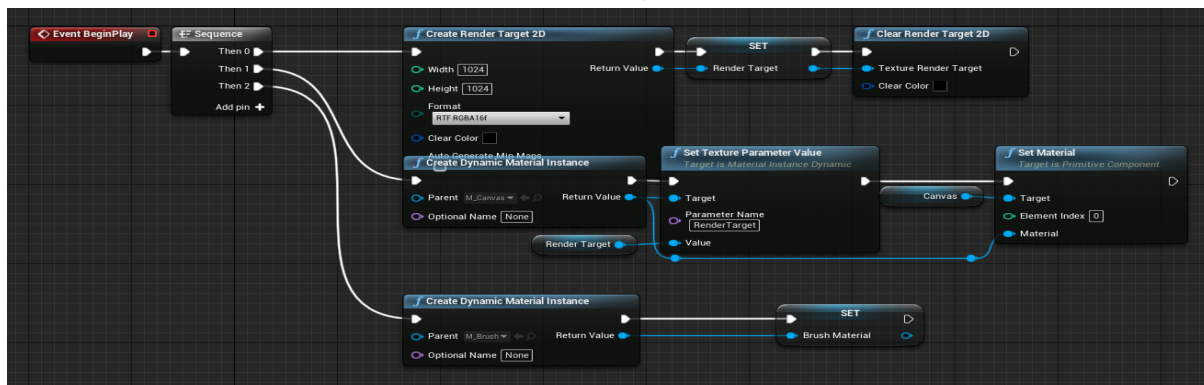 Event BeginPlay
Sequence
Then 0
Then 1
Then 2
Add pin
Create Render Target 2D
Width 1024
Return Value
Height 1024
Format
RTF RGBA16f
Clear Color
Auto Generate Mip Maps
SET
Render Target
Clear Render Target 2D
Texture Render Target
Clear Color
Create Dynamic Material Instance
Parent M_Canvas
Return Value
Optional Name None
Render Target
Set Texture Parameter Value
Target is Material Instance Dynamic
Target
Parameter Name
RenderTarget
Value
Canvas
Set Material
Target is Primitive Component
Target
Element Index 0
Material
Create Dynamic Material Instance
Parent M_Brush
Return Value
Optional Name None
SET
Brush Material